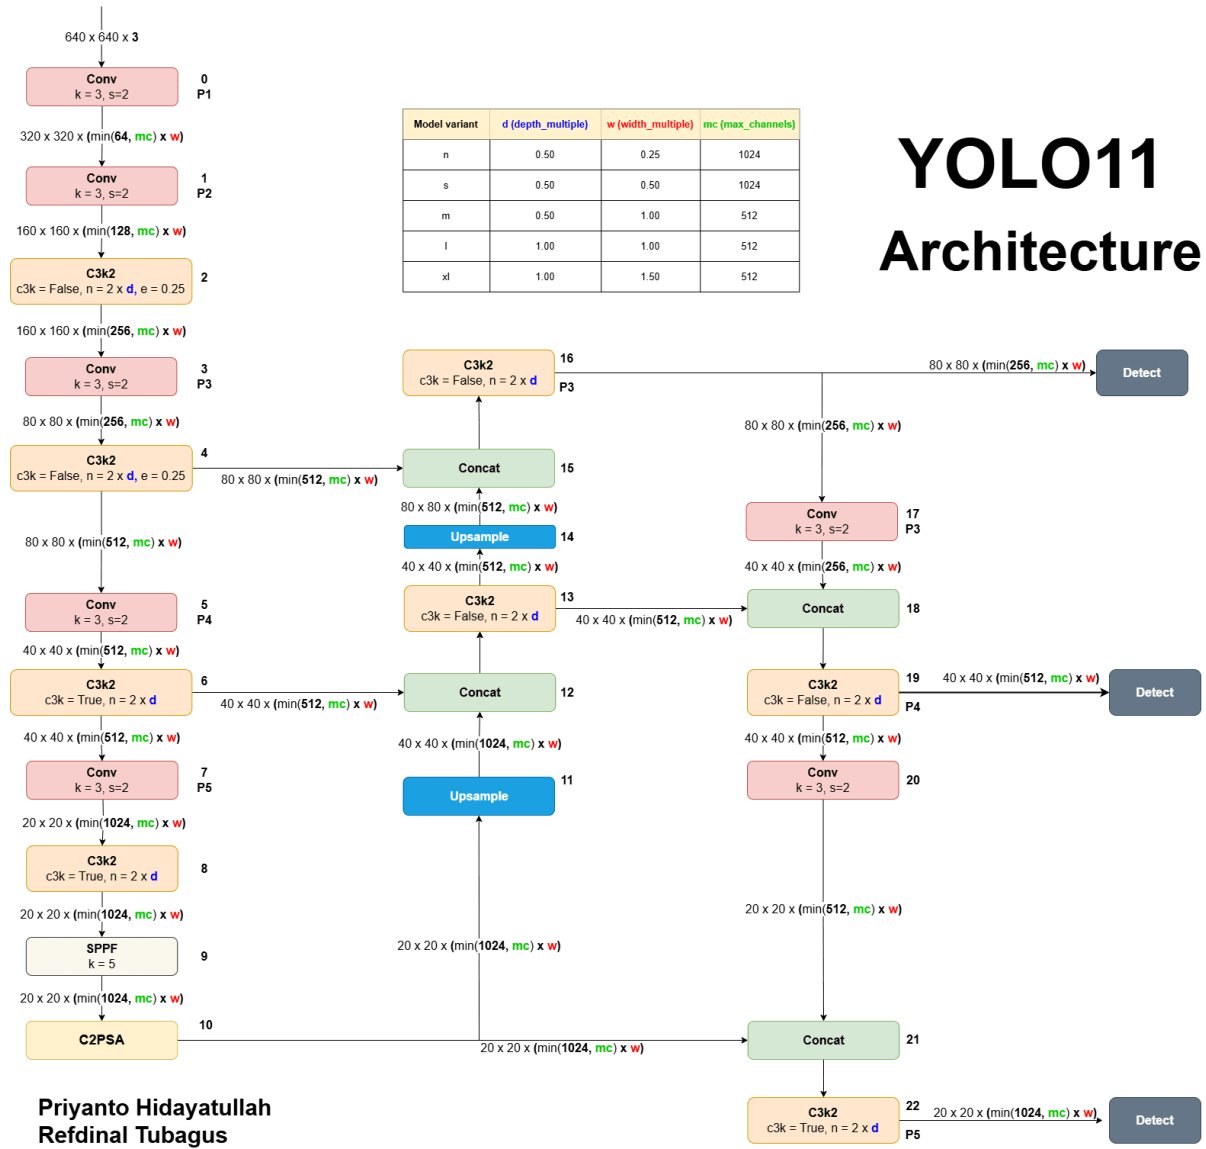 640 x 640 x 3
Conv
k = 3, s=2
0
P1
320 x 320 x (min(64, mc) x w)
Conv
k = 3, s=2
1
P2
160 x 160 x (min(128, mc) x w)
C3k2
c3k = False, n = 2 x d, e = 0.25
2
160 x 160 x (min(256, mc) x w)
Conv
k = 3, s=2
3
P3
80 x 80 x (min(256, mc) x w)
C3k2
c3k = False, n = 2 x d, e = 0.25
4
80 x 80 x (min(512, mc) x w)
80 x 80 x (min(512, mc) x w)
Conv
k = 3, s=2
5
P4
40 x 40 x (min(512, mc) x w)
C3k2
c3k = True, n = 2 x d
6
40 x 40 x (min(512, mc) x w)
40 x 40 x (min(512, mc) x w)
Conv
k = 3, s=2
7
P5
20 x 20 x (min(1024, mc) x w)
C3k2
c3k = True, n = 2 x d
8
20 x 20 x (min(1024, mc) x w)
SPPF
k = 5
9
20 x 20 x (min(1024, mc) x w)
C2PSA
10
20 x 20 x (min(1024, mc) x w)
Priyanto Hidayatullah
Refdinal Tubagus
Model variant d (depth_multiple) w (width_multiple) mc (max_channels)
n 0.50 0.25 1024
s 0.50 0.50 1024
m 0.50 1.00 512
l 1.00 1.00 512
xl 1.00 1.50 512
YOLO11
Architecture
C3k2
c3k = False, n = 2 x d
16
P3
80 x 80 x (min(256, mc) x w)
Detect
Concat
15
80 x 80 x (min(512, mc) x w)
Upsample
14
40 x 40 x (min(512, mc) x w)
C3k2
c3k = False, n = 2 x d
13
40 x 40 x (min(512, mc) x w)
Concat
12
40 x 40 x (min(1024, mc) x w)
Upsample
11
20 x 20 x (min(1024, mc) x w)
80 x 80 x (min(256, mc) x w)
Conv
k = 3, s=2
17
P3
40 x 40 x (min(256, mc) x w)
Concat
18
C3k2
c3k = False, n = 2 x d
19
P4
40 x 40 x (min(512, mc) x w)
Detect
40 x 40 x (min(512, mc) x w)
Conv
k = 3, s=2
20
20 x 20 x (min(512, mc) x w)
Concat
21
C3k2
c3k = True, n = 2 x d
22
P5
20 x 20 x (min(1024, mc) x w)
Detect